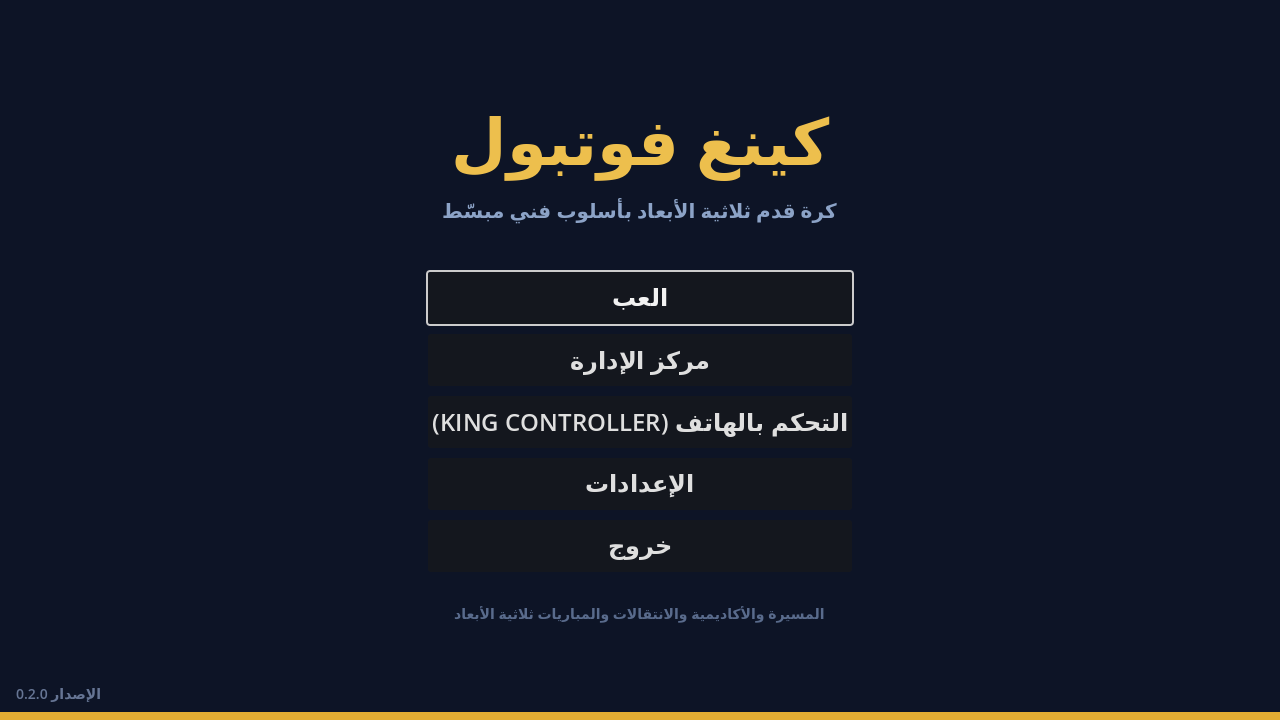 كينغ فوتبول
كرة قدم ثلاثية الأبعاد بأسلوب فني مبسّط
العب
مركز الإدارة
التحكم بالهاتف (KING CONTROLLER)
الإعدادات
خروج
المسيرة والأكاديمية والانتقالات والمباريات ثلاثية الأبعاد
الإصدار 0.2.0